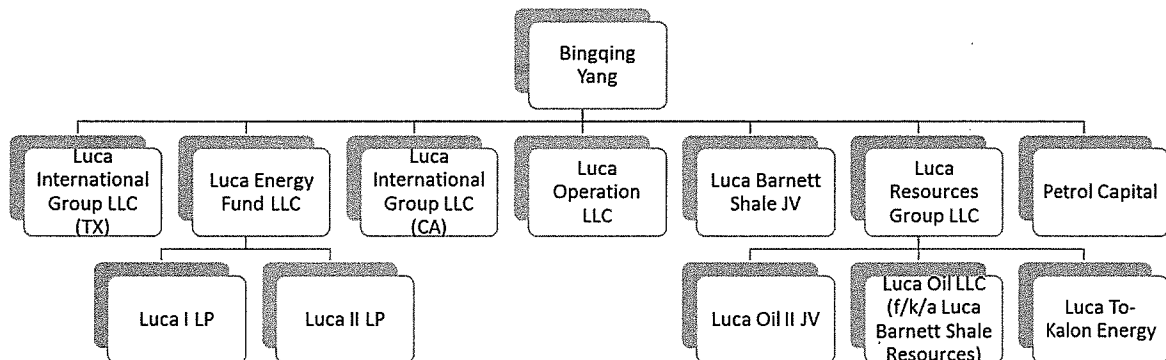 Bingqing
Yang
Luca
International
Group LLC
(TX)
Luca Energy
Fund LLC
Luca
International
Group LLC
(CA)
Luca
Operation
LLC
Luca Barnett
Shale JV
Luca
Resources
Group LLC
Petrol Capital
Luca I LP
Luca II LP
Luca Oil II JV
Luca Oil LLC
(f/k/a Luca
Barnett Shale
Resources)
Luca To-
Kalon Energy